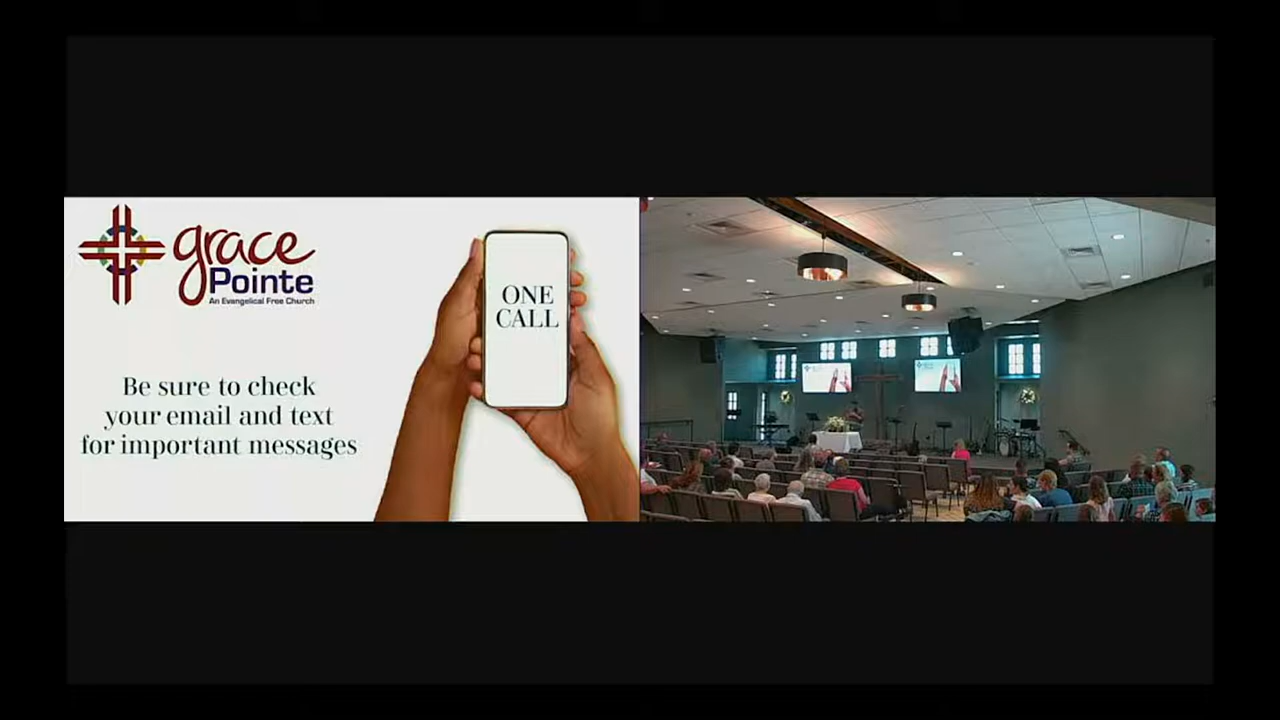 grace
Pointe
An Evangelical Free Church
ONE
CALL
Be sure to check
your email and text
for important messages